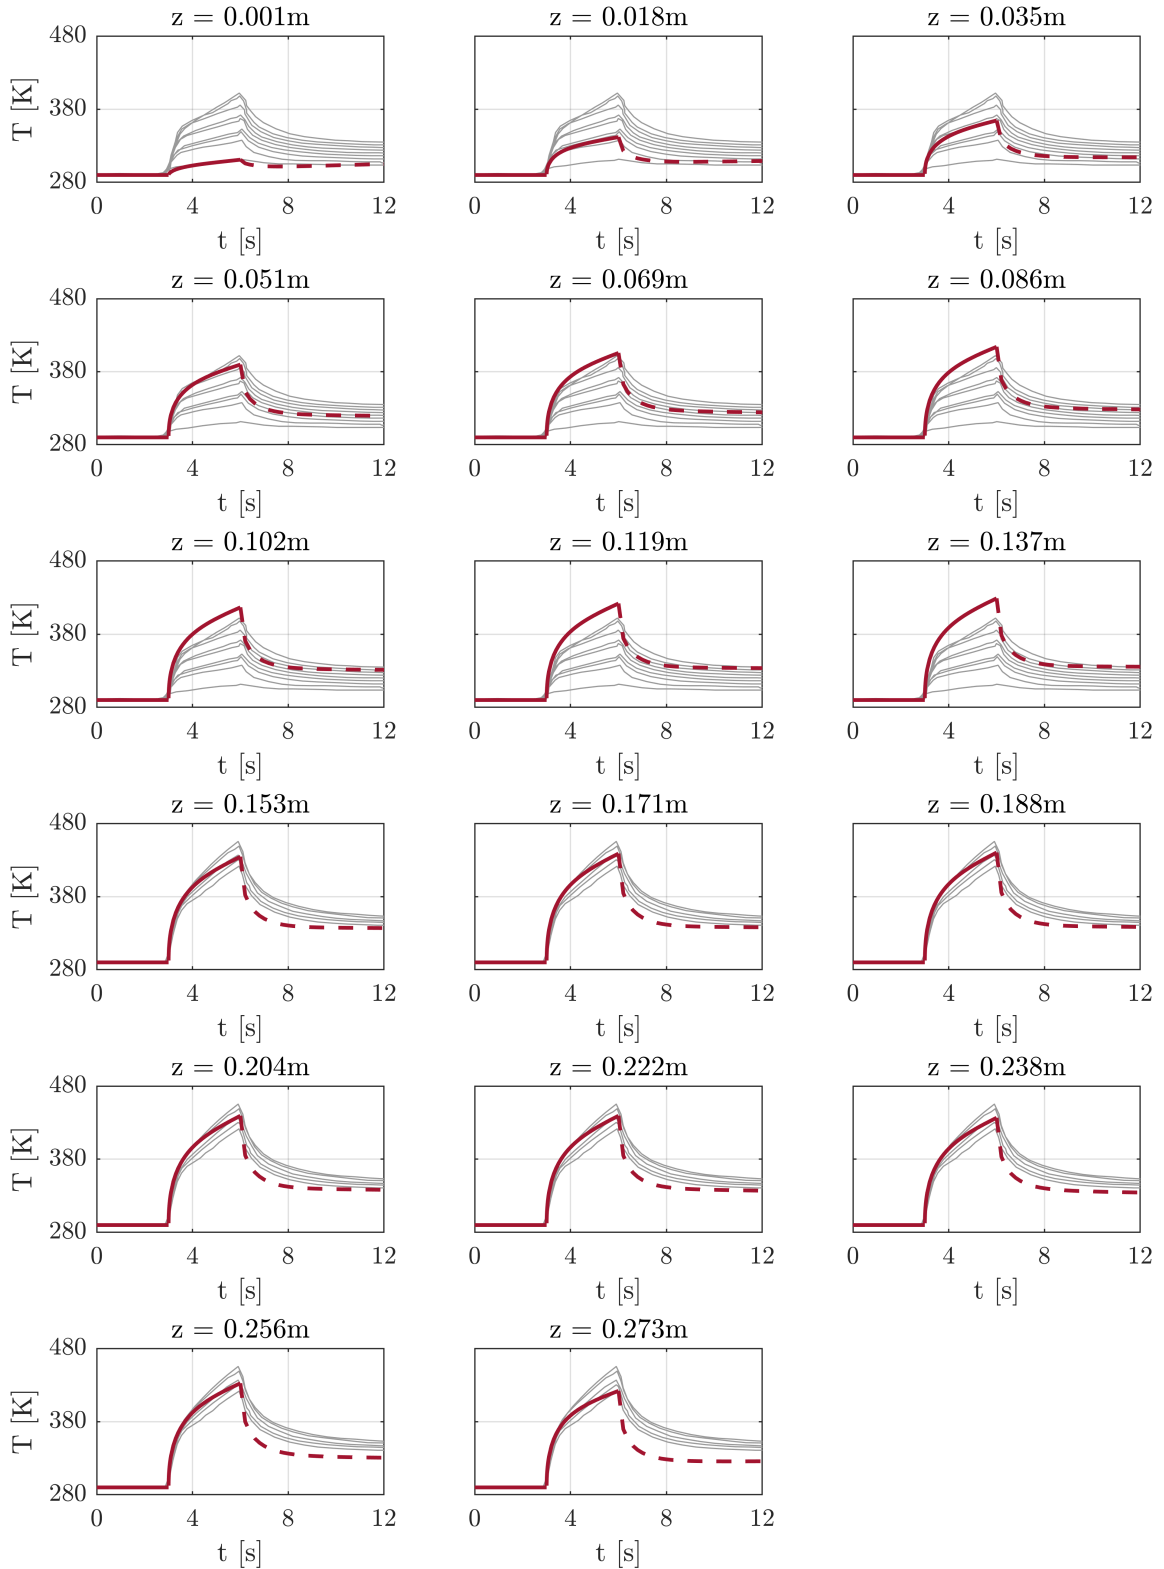 z = 0.001m z = 0.018m z = 0.035m
480
380
280
T [K]
0 4 8 12 0 4 8 12 0 4 8 12
t [s] t [s] t [s]
z = 0.051m z = 0.069m z = 0.086m
480
380
280
T [K]
0 4 8 12 0 4 8 12 0 4 8 12
t [s] t [s] t [s]
z = 0.102m z = 0.119m z = 0.137m
480
380
280
T [K]
0 4 8 12 0 4 8 12 0 4 8 12
t [s] t [s] t [s]
z = 0.153m z = 0.171m z = 0.188m
480
380
280
T [K]
0 4 8 12 0 4 8 12 0 4 8 12
t [s] t [s] t [s]
z = 0.204m z = 0.222m z = 0.238m
480
380
280
T [K]
0 4 8 12 0 4 8 12 0 4 8 12
t [s] t [s] t [s]
z = 0.256m z = 0.273m
480
380
280
T [K]
0 4 8 12 0 4 8 12
t [s] t [s]